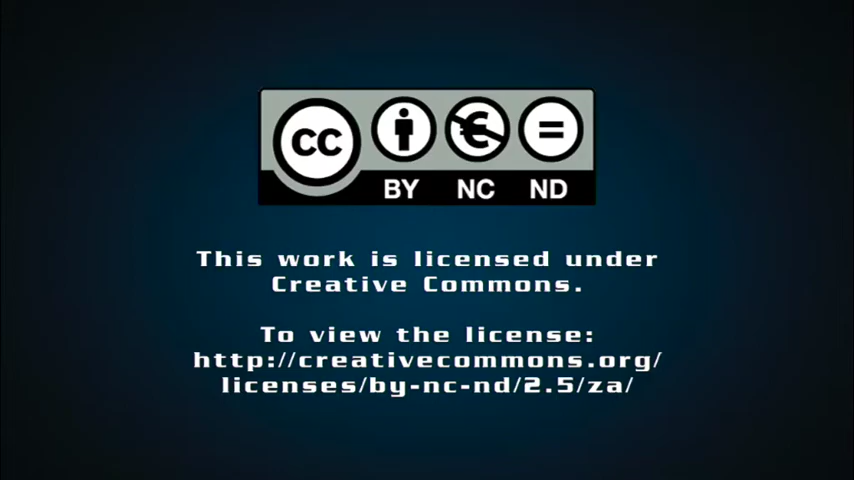 CC
BY NC ND
This work is licensed under
Creative Commons.
To view the license:
http://creativecommons.org/
licenses/by-nc-nd/2.5/za/